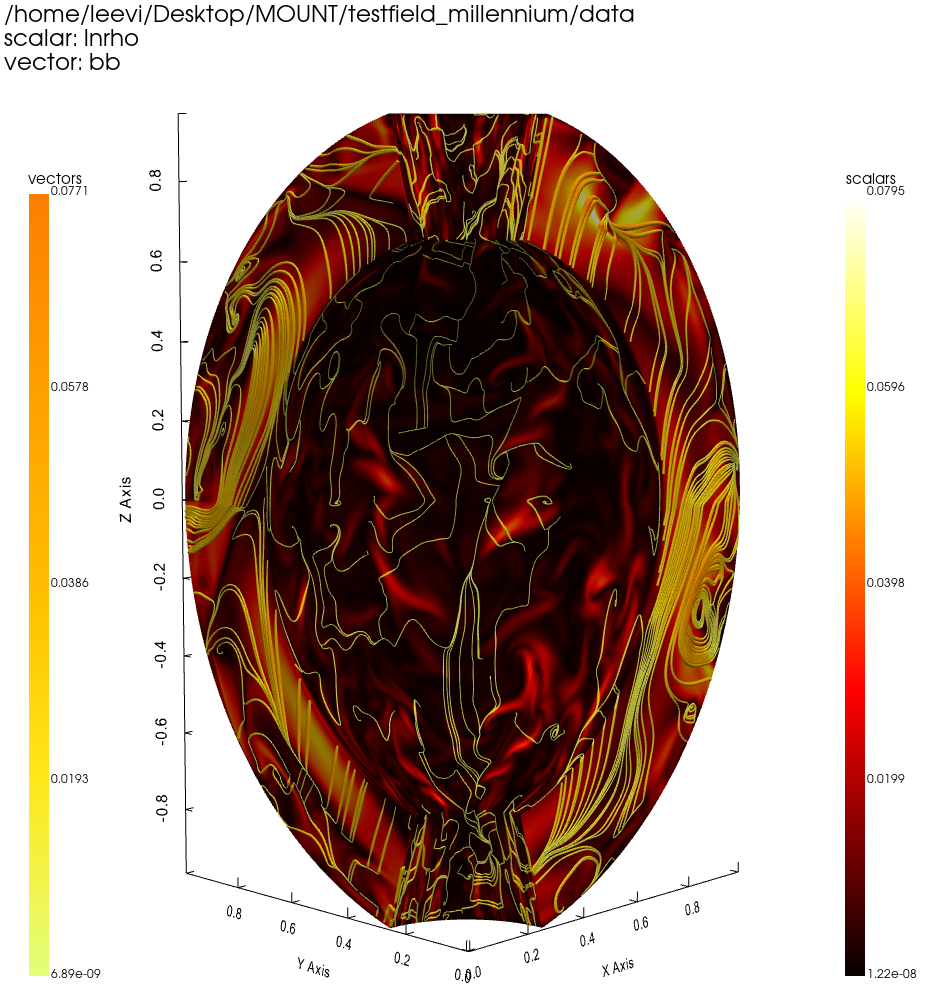 /home/leevi/Desktop/MOUNT/testfield_millennium/data
scalar: lnrho
vector: bb
vectors
0.0771
0.0578
0.0386
0.0193
6.89e-09
scalars
0.0795
0.0596
0.0398
0.0199
1.22e-08
Z Axis
0.8
0.6
0.4
0.2
0.0
-0.2
-0.4
-0.6
-0.8
Y Axis
0.8
0.6
0.4
0.2
0.0
X Axis
0.0
0.2
0.4
0.6
0.8